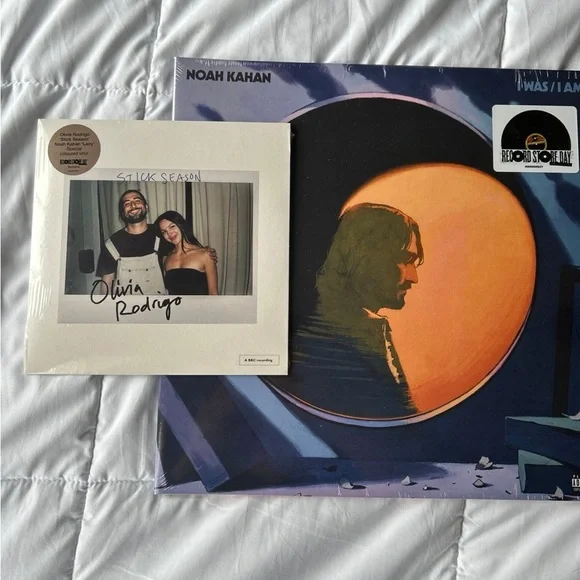 NOAH KAHAN
I WAS / I AM
RECORD STORE DAY
Olivia Rodrigo
'Stick Season'
Noah Kahan 'Lacy'
Special
coloured vinyl
STICK SEASON
Olivia
Rodrigo
A BBC recording